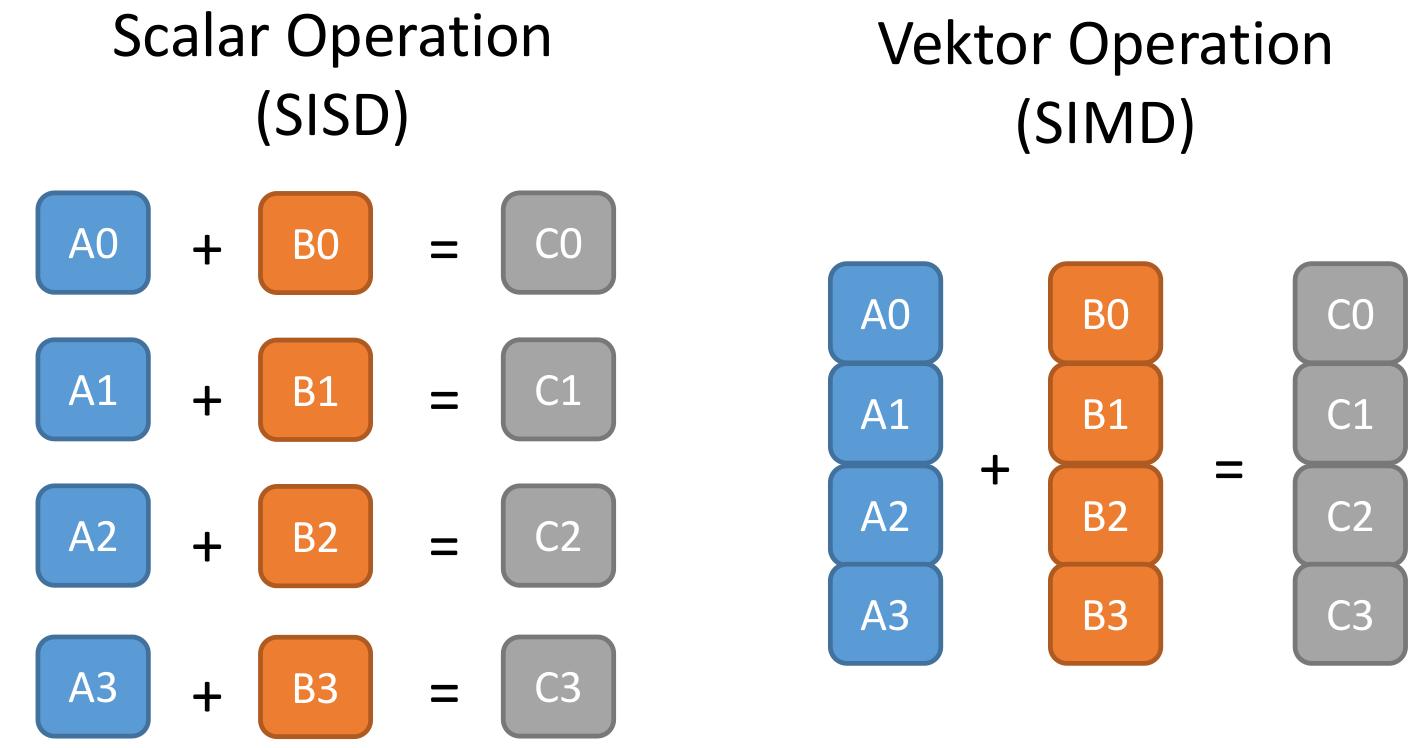 Scalar Operation
(SISD)
A0 + B0 = C0
A1 + B1 = C1
A2 + B2 = C2
A3 + B3 = C3
Vektor Operation
(SIMD)
A0 B0 C0
A1 B1 C1
+ =
A2 B2 C2
A3 B3 C3